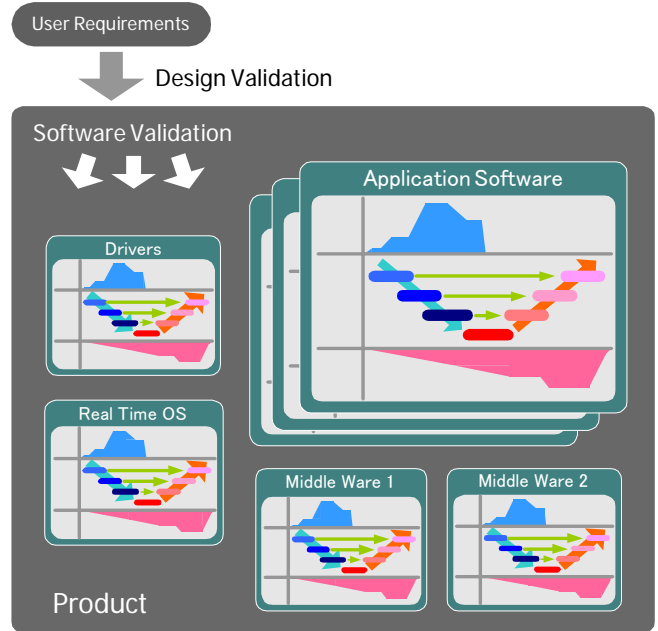 User Requirements
Design Validation
Software Validation
Application Software
Drivers
Real Time OS
Middle Ware 1
Middle Ware 2
Product